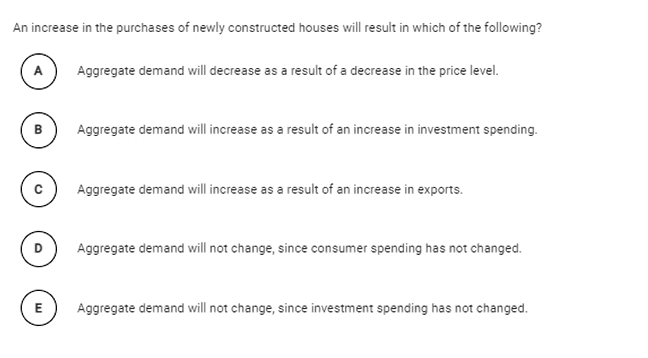 An increase in the purchases of newly constructed houses will result in which of the following?
A Aggregate demand will decrease as a result of a decrease in the price level.
B Aggregate demand will increase as a result of an increase in investment spending.
C Aggregate demand will increase as a result of an increase in exports.
D Aggregate demand will not change, since consumer spending has not changed.
E Aggregate demand will not change, since investment spending has not changed.